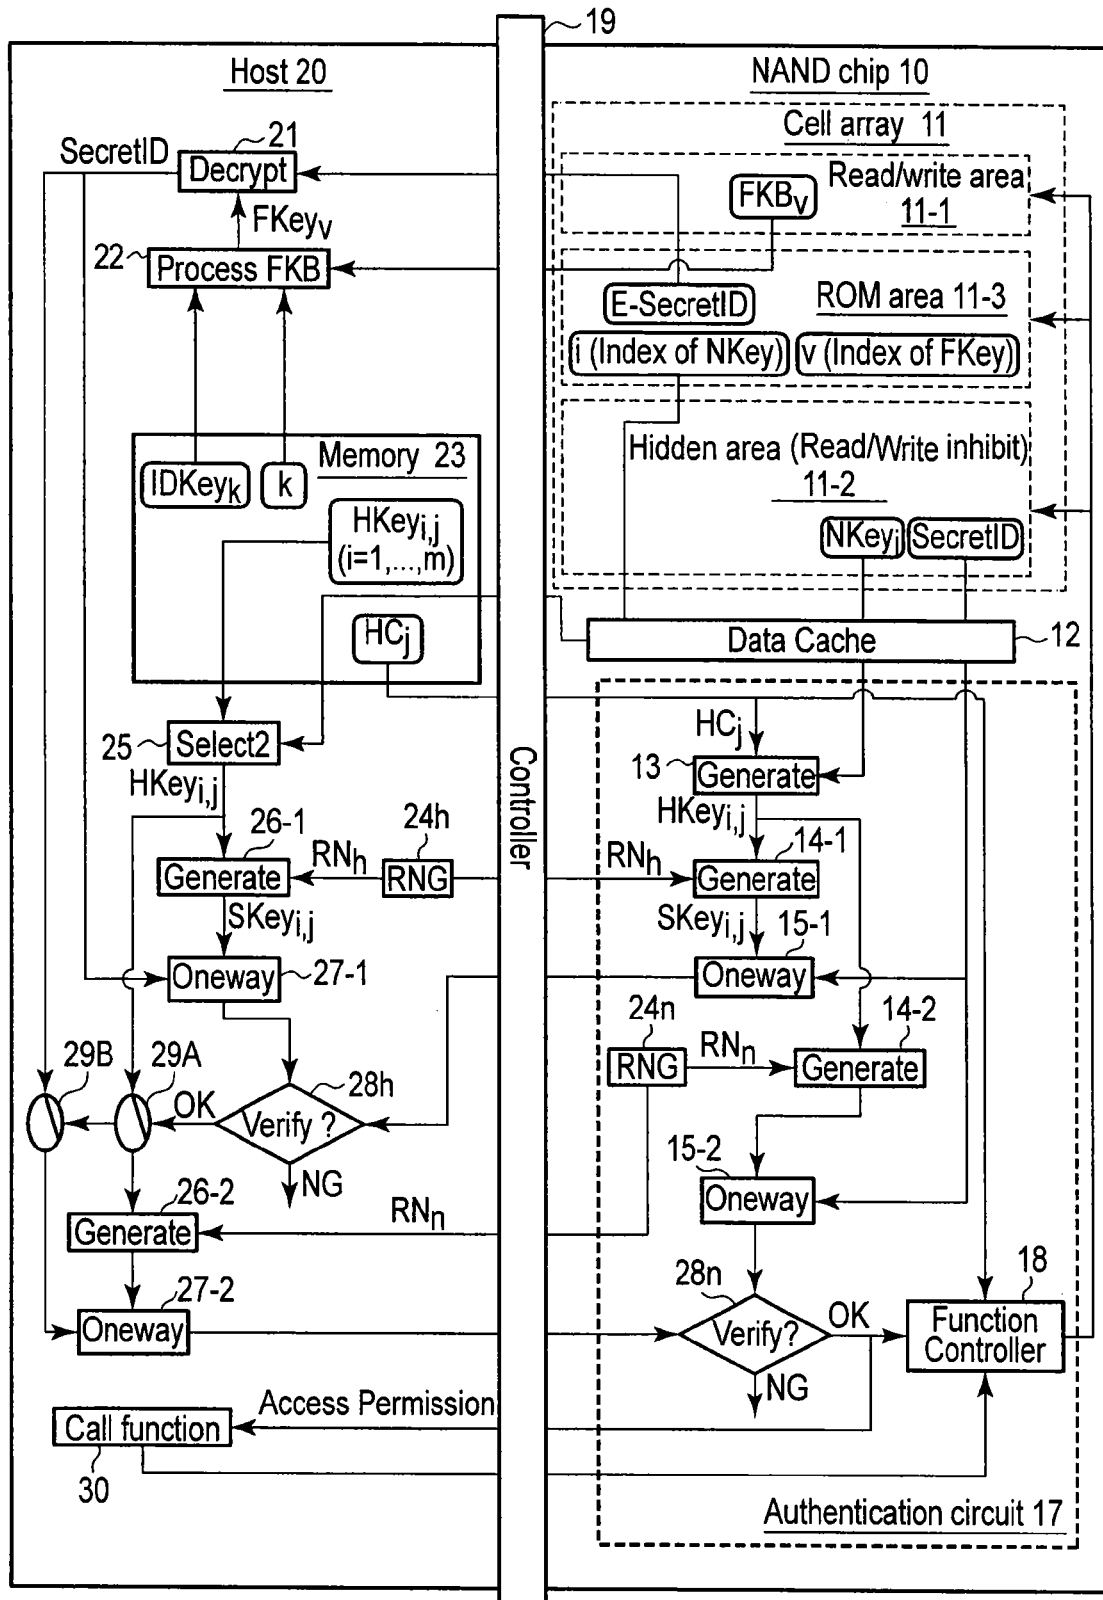 19
Host 20
NAND chip 10
Cell array 11
Read/write area
11-1
FKBv
ROM area 11-3
E-SecretID
i (Index of NKey)
v (Index of FKey)
Hidden area (Read/Write inhibit)
11-2
NKeyi
SecretID
Data Cache
12
SecretID
21
Decrypt
FKeyv
22
Process FKB
Memory 23
IDKeyk
k
HKeyi,j
(i=1,...,m)
HCj
25
Select2
HKeyi,j
26-1
Generate
RNh
24h
RNG
SKeyi,j
Oneway
27-1
29B
29A
OK
28h
Verify ?
NG
26-2
Generate
RNn
27-2
Oneway
Access Permission
Call function
30
Controller
HCj
13
Generate
HKeyi,j
14-1
RNh
Generate
SKeyi,j
15-1
Oneway
24n
RNG
RNn
14-2
Generate
15-2
Oneway
28n
Verify?
OK
NG
18
Function
Controller
Authentication circuit 17